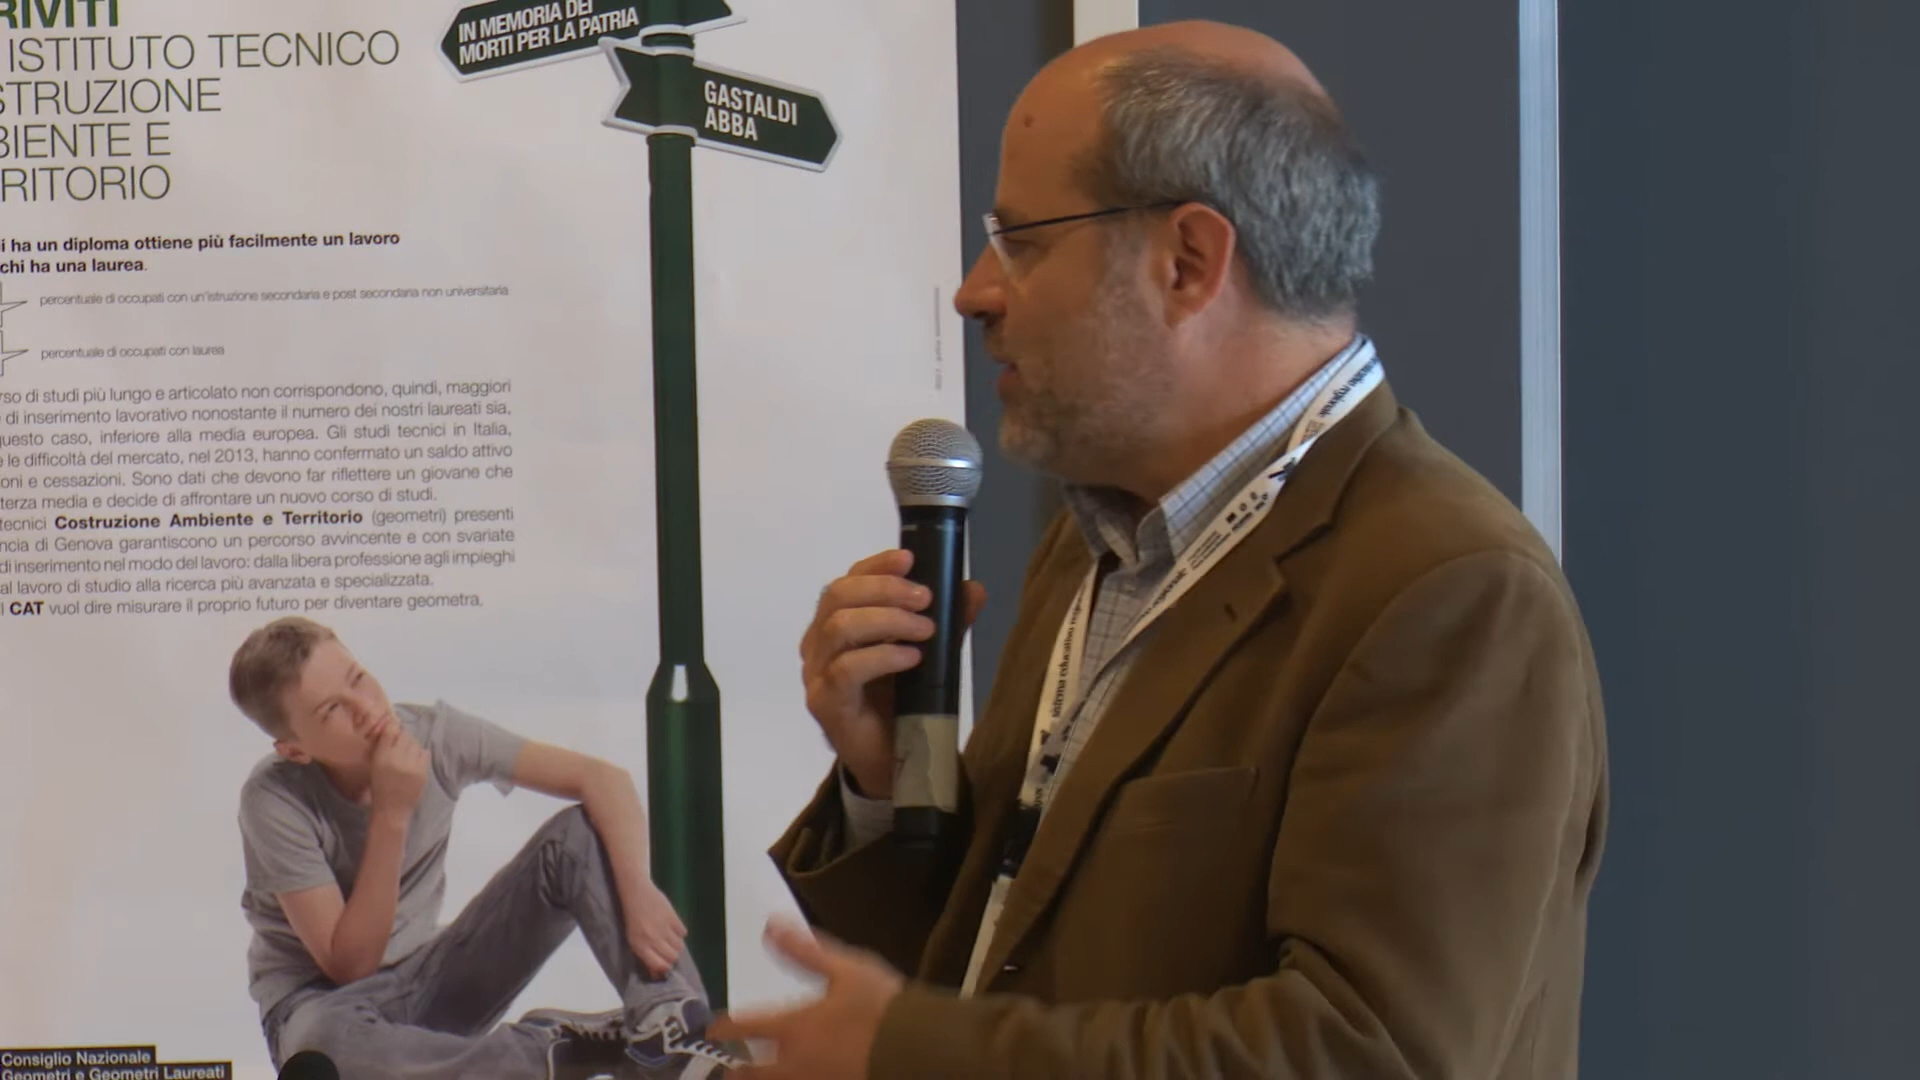 RIVITI
ISTITUTO TECNICO
STRUZIONE
BIENTE E
RITORIO
i ha un diploma ottiene più facilmente un lavoro
chi ha una laurea.
percentuale di occupati con un'istruzione secondaria e post secondaria non universitaria
percentuale di occupati con laurea
rso di studi più lungo e articolato non corrispondono, quindi, maggiori
di inserimento lavorativo nonostante il numero dei nostri laureati sia,
questo caso, inferiore alla media europea. Gli studi tecnici in Italia,
le difficoltà del mercato, nel 2013, hanno confermato un saldo attivo
oni e cessazioni. Sono dati che devono far riflettere un giovane che
terza media e decide di affrontare un nuovo corso di studi.
tecnici Costruzione Ambiente e Territorio (geometri) presenti
ncia di Genova garantiscono un percorso avvincente e con svariate
di inserimento nel modo del lavoro: dalla libera professione agli impieghi
al lavoro di studio alla ricerca più avanzata e specializzata.
l CAT vuol dire misurare il proprio futuro per diventare geometra.
Consiglio Nazionale
Geometri e Geometri Laureati
IN MEMORIA DEI
MORTI PER LA PATRIA
GASTALDI
ABBA
sistema educativo